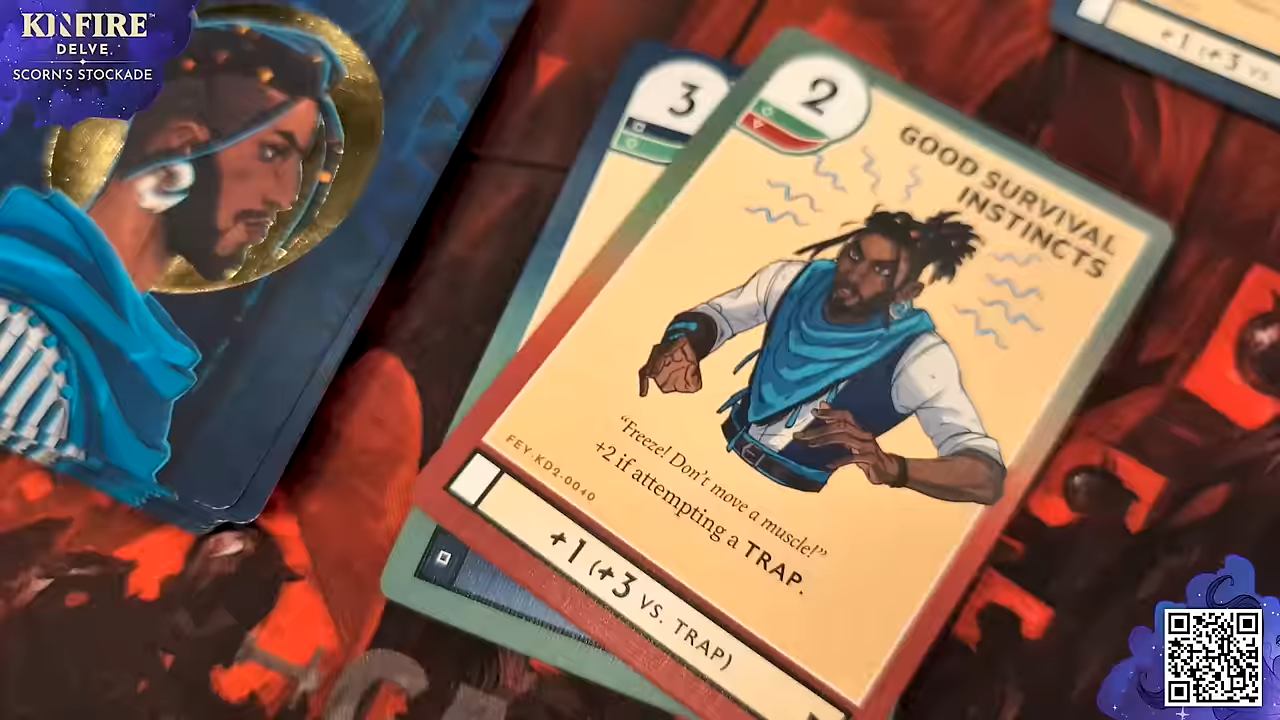 KINFIRE™
DELVE
SCORN'S STOCKADE
3
2
GOOD SURVIVAL
INSTINCTS
"Freeze! Don't move a muscle!"
+2 if attempting a TRAP.
FEY-KD2-0040
+1 (+3 VS. TRAP)
+1 (+3 VS.